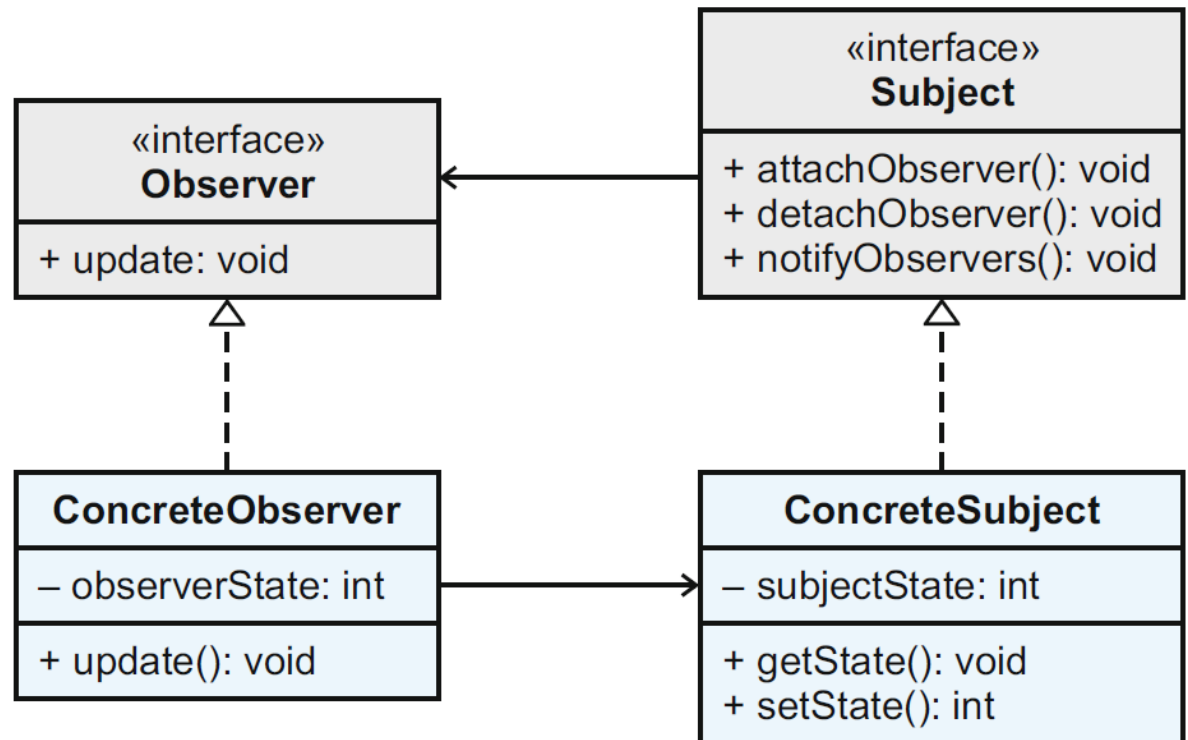 «interface»
Observer
+ update: void
«interface»
Subject
+ attachObserver(): void
+ detachObserver(): void
+ notifyObservers(): void
ConcreteObserver
– observerState: int
+ update(): void
ConcreteSubject
– subjectState: int
+ getState(): void
+ setState(): int